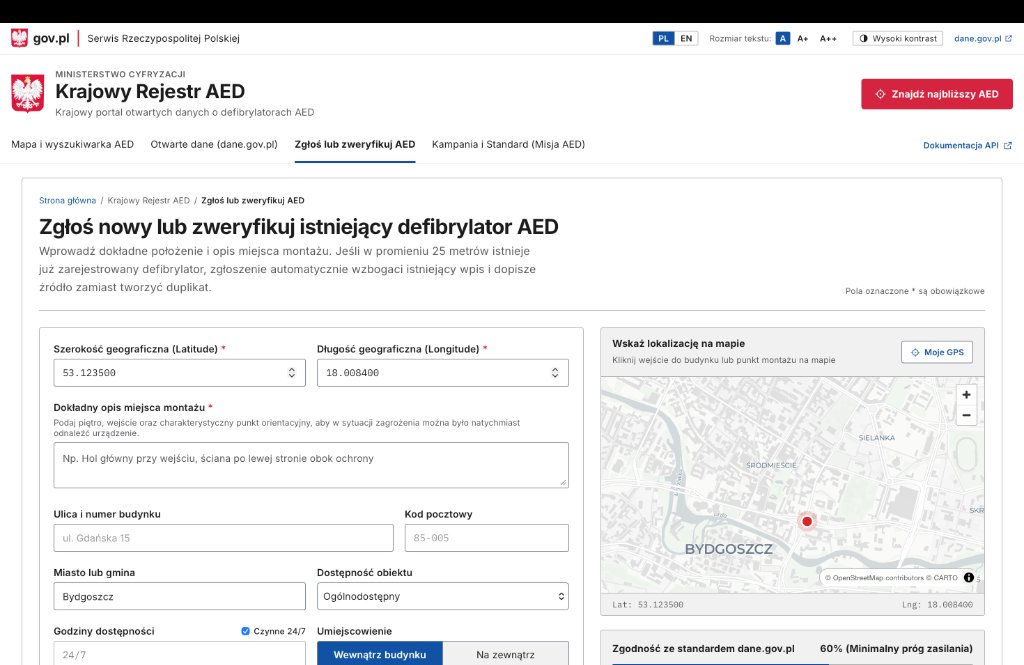 gov.pl
Serwis Rzeczypospolitej Polskiej
PL EN
Rozmiar tekstu: A A+ A++
Wysoki kontrast
dane.gov.pl
MINISTERSTWO CYFRYZACJI
Krajowy Rejestr AED
Krajowy portal otwartych danych o defibrylatorach AED
Znajdź najbliższy AED
Mapa i wyszukiwarka AED
Otwarte dane (dane.gov.pl)
Zgłoś lub zweryfikuj AED
Kampania i Standard (Misja AED)
Dokumentacja API
Strona główna / Krajowy Rejestr AED / Zgłoś lub zweryfikuj AED
Zgłoś nowy lub zweryfikuj istniejący defibrylator AED
Wprowadź dokładne położenie i opis miejsca montażu. Jeśli w promieniu 25 metrów istnieje
już zarejestrowany defibrylator, zgłoszenie automatycznie wzbogaci istniejący wpis i dopisze
źródło zamiast tworzyć duplikat.
Pola oznaczone * są obowiązkowe
Szerokość geograficzna (Latitude) *
53.123500
Długość geograficzna (Longitude) *
18.008400
Dokładny opis miejsca montażu *
Podaj piętro, wejście oraz charakterystyczny punkt orientacyjny, aby w sytuacji zagrożenia można było natychmiast
odnaleźć urządzenie.
Np. Hol główny przy wejściu, ściana po lewej stronie obok ochrony
Ulica i numer budynku
ul. Gdańska 15
Kod pocztowy
85-005
Miasto lub gmina
Bydgoszcz
Dostępność obiektu
Ogólnodostępny
Godziny dostępności
Czynne 24/7
24/7
Umiejscowienie
Wewnątrz budynku
Na zewnątrz
Wskaż lokalizację na mapie
Kliknij wejście do budynku lub punkt montażu na mapie
Moje GPS
+
−
SIELANKA
ŚRÓDMIEŚCIE
SKR
Brda
BYDGOSZCZ
© OpenStreetMap contributors © CARTO
Lat: 53.123500
Lng: 18.008400
Zgodność ze standardem dane.gov.pl
60% (Minimalny próg zasilania)